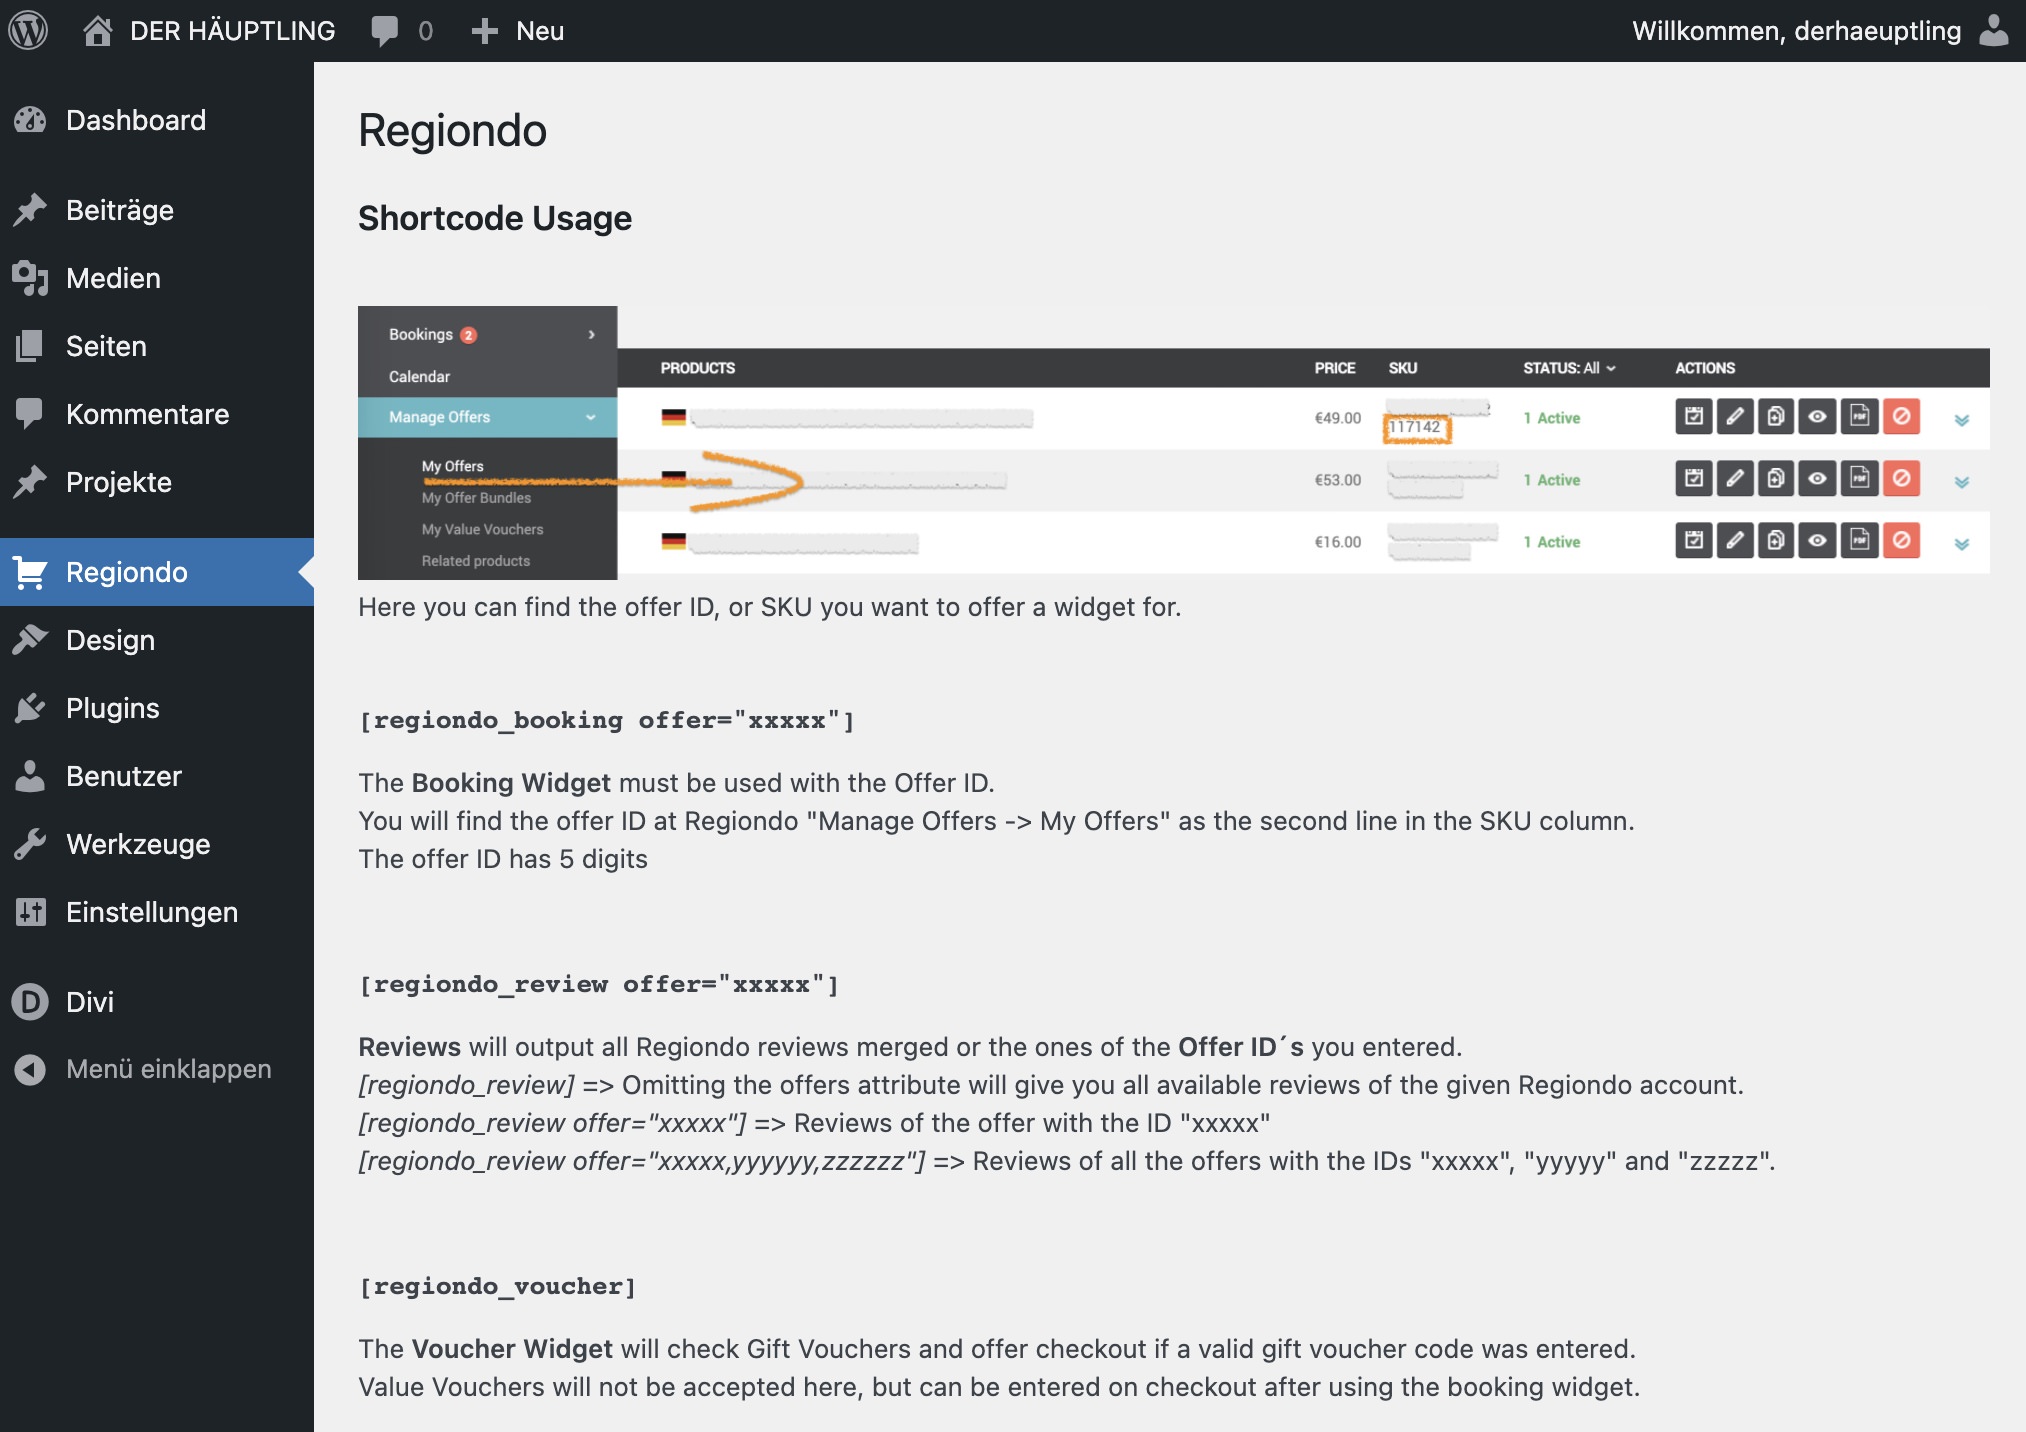 DER HÄUPTLING 0 Neu Willkommen, derhaeuptling
Dashboard
Beiträge
Medien
Seiten
Kommentare
Projekte
Regiondo
Design
Plugins
Benutzer
Werkzeuge
Einstellungen
Divi
Menü einklappen
Regiondo
Shortcode Usage
Bookings 2
Calendar
Manage Offers
My Offers
My Offer Bundles
My Value Vouchers
Related products
PRODUCTS PRICE SKU STATUS: All ACTIONS
€49.00 117142 1 Active PDF
€53.00 1 Active PDF
€16.00 1 Active PDF
Here you can find the offer ID, or SKU you want to offer a widget for.
[regiondo_booking offer="xxxxx"]
The Booking Widget must be used with the Offer ID.
You will find the offer ID at Regiondo "Manage Offers -> My Offers" as the second line in the SKU column.
The offer ID has 5 digits
[regiondo_review offer="xxxxx"]
Reviews will output all Regiondo reviews merged or the ones of the Offer ID´s you entered.
[regiondo_review] => Omitting the offers attribute will give you all available reviews of the given Regiondo account.
[regiondo_review offer="xxxxx"] => Reviews of the offer with the ID "xxxxx"
[regiondo_review offer="xxxxx,yyyyyy,zzzzzz"] => Reviews of all the offers with the IDs "xxxxx", "yyyyy" and "zzzzz".
[regiondo_voucher]
The Voucher Widget will check Gift Vouchers and offer checkout if a valid gift voucher code was entered.
Value Vouchers will not be accepted here, but can be entered on checkout after using the booking widget.